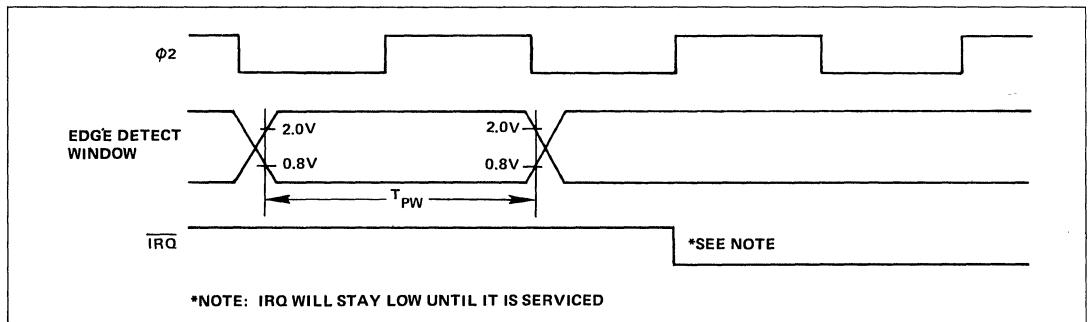 ϕ2
EDGE DETECT
WINDOW
2.0V
2.0V
0.8V
0.8V
TPW
IRQ
*SEE NOTE
*NOTE: IRQ WILL STAY LOW UNTIL IT IS SERVICED